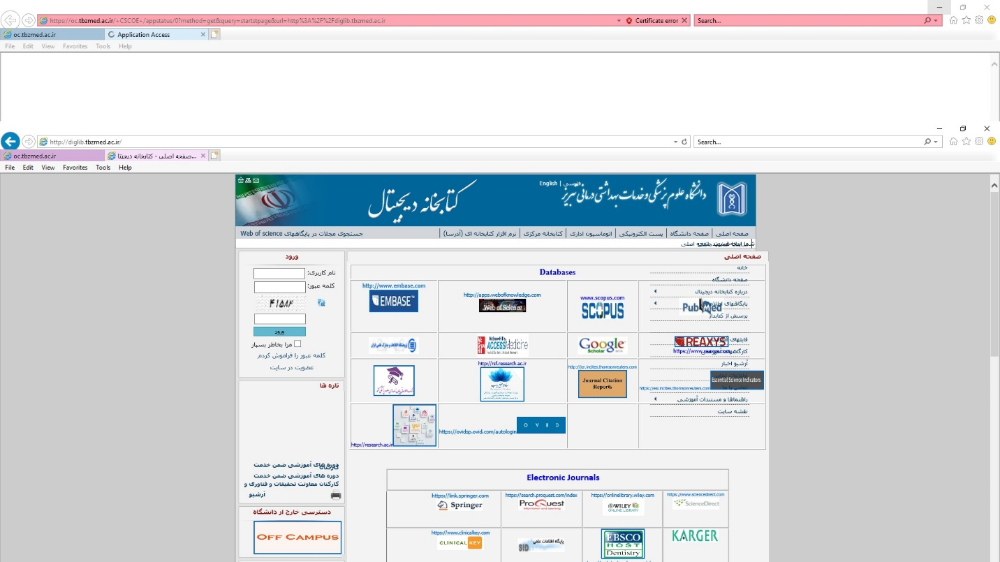 https://oc.tbzmed.ac.ir/+CSCOE+/appstatus/0?method=get&query=startstpage&url=http%3A%2F%2Fdiglib.tbzmed.ac.ir
Certificate error
Search...
oc.tbzmed.ac.ir
Application Access
File Edit View Favorites Tools Help
http://diglib.tbzmed.ac.ir/
Search...
oc.tbzmed.ac.ir
صفحه اصلی - کتابخانه دیجیتا...
File Edit View Favorites Tools Help
English | فارسی
دانشگاه علوم پزشکی و خدمات بهداشتی درمانی تبریز
کتابخانه دیجیتال
صفحه اصلی | صفحه دانشگاه | پست الکترونیکی | اتوماسیون اداری | کتابخانه مرکزی | نرم افزار کتابخانه ای (آذرسا) |
جستجوی مجلات در پایگاههای Web of science
صفحه اصلی
ورود
نام کاربری:
کلمه عبور:
۴۱۵۸۴
ورود
مرا بخاطر بسپار
کلمه عبور را فراموش کردم
عضویت در سایت
تازه ها
دوره های آموزشی ضمن خدمت
کارکنان
دوره های آموزشی ضمن خدمت
کارکنان معاونت تحقیقات و فناوری و
آرشیو
دسترسی خارج از دانشگاه
OFF CAMPUS
صفحه اصلی
خانه
صفحه دانشگاه
درباره کتابخانه دیجیتال
پایگاههای
پرسش از کتابدار
فایلهای
کارگاههای آموزشی
آرشیو اخبار
راهنماها و مستندات آموزشی
نقشه سایت
Databases
http://www.embase.com
EMBASE™
http://apps.webofknowledge.com
Web of Science
www.scopus.com
SCOPUS
PubMed
پژوهشگاه اطلاعات و مدارک علمی ایران
ACCESSMedicine
Google
Scholar BETA
REAXYS
http://rsf.research.ac.ir
http://jcr.incites.thomsonreuters.com
Journal Citation
Reports
https://esi.incites.thomsonreuters.com
Essential Science Indicators
http://research.ac.ir
https://ovidsp.ovid.com/autologin
OVID
Electronic Journals
https://link.springer.com
Springer
https://search.proquest.com/index
ProQuest
https://onlinelibrary.wiley.com
WILEY
ONLINE LIBRARY
https://www.sciencedirect.com
ScienceDirect
https://www.clinicalkey.com
CLINICALKEY
پایگاه اطلاعات علمی
SID
EBSCO
HOST
Dentistry
KARGER